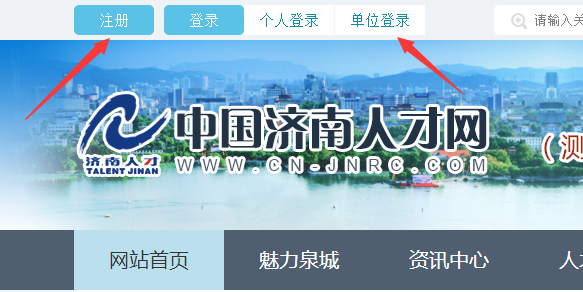 注册 登录 个人登录 单位登录 请输入关
中国济南人才网
济南人才
TALENT JINAN
WWW.CN-JNRC.COM
（测
网站首页 魅力泉城 资讯中心 人